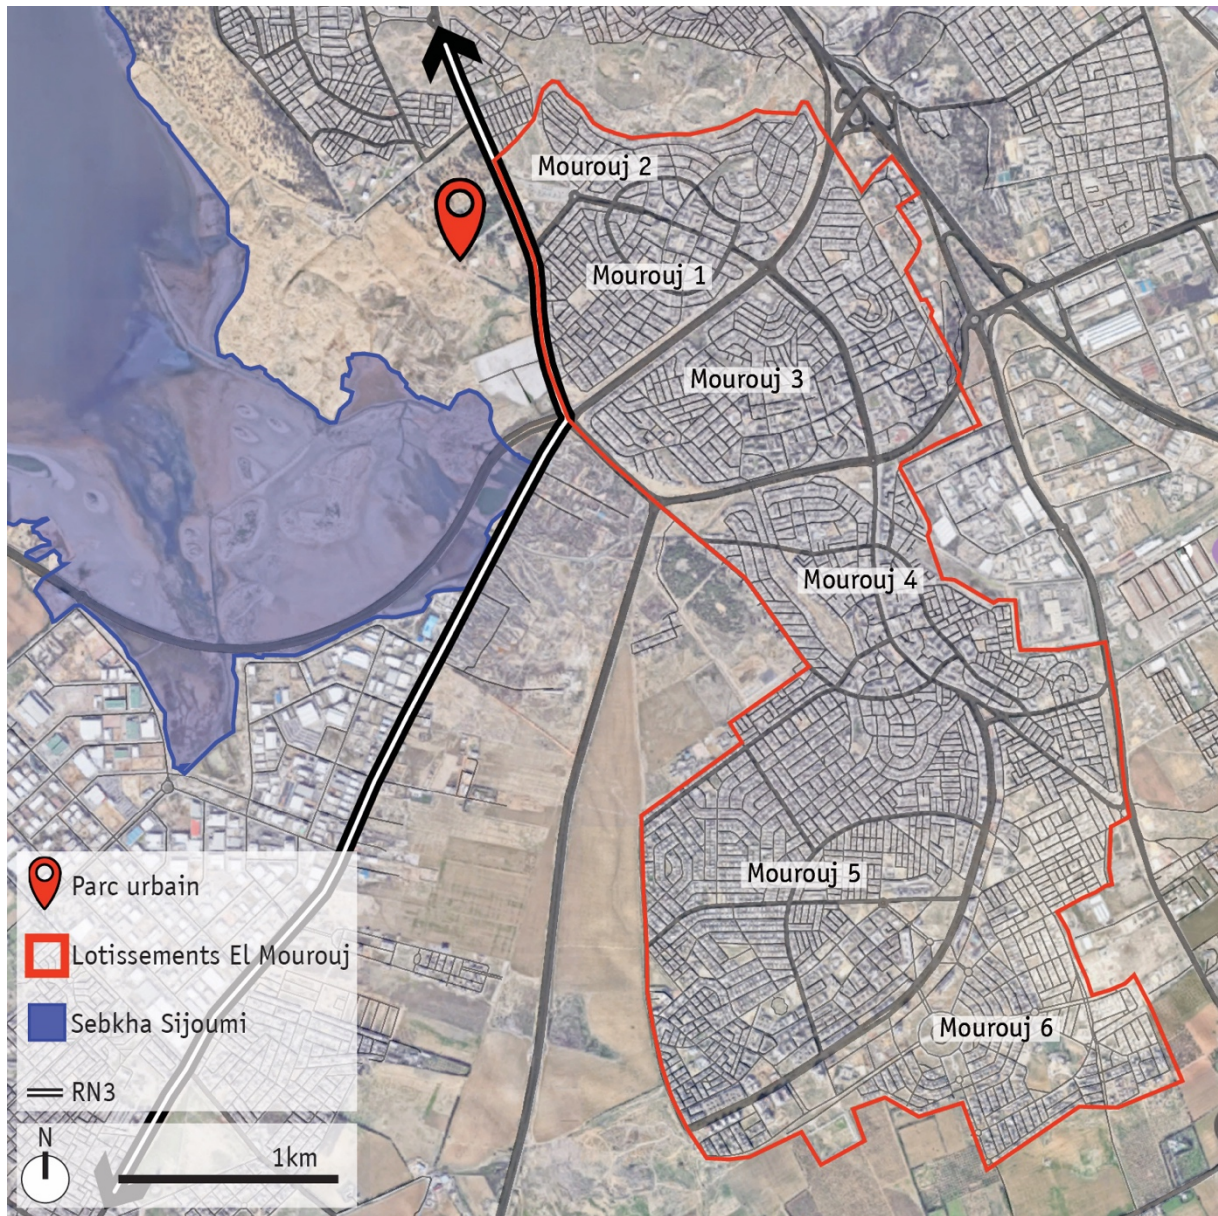 Mourouj 2
Mourouj 1
Mourouj 3
Mourouj 4
Mourouj 5
Mourouj 6
Parc urbain
Lotissements El Mourouj
Sebkha Sijoumi
RN3
N
1km